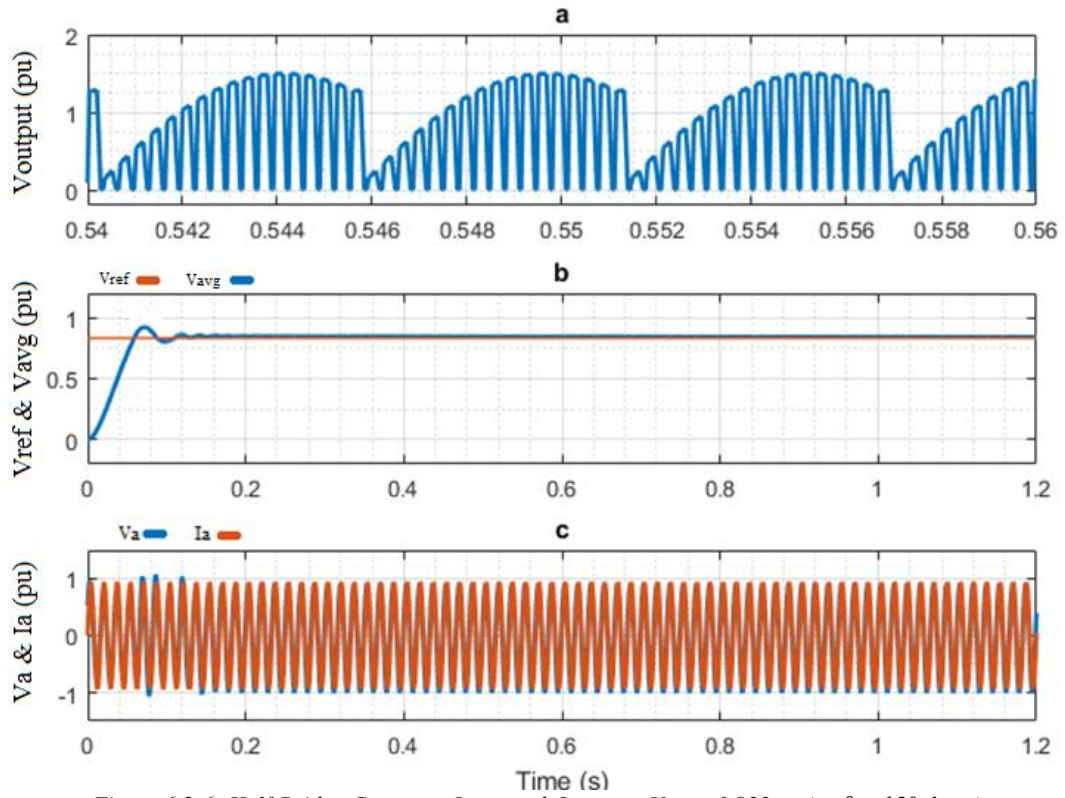 a
Voutput (pu)
2
1
0
0.54 0.542 0.544 0.546 0.548 0.55 0.552 0.554 0.556 0.558 0.56
Vref Vavg
b
Vref & Vavg (pu)
1
0.5
0
0 0.2 0.4 0.6 0.8 1 1.2
Va Ia
c
Va & Ia (pu)
1
0
-1
0 0.2 0.4 0.6 0.8 1 1.2
Time (s)